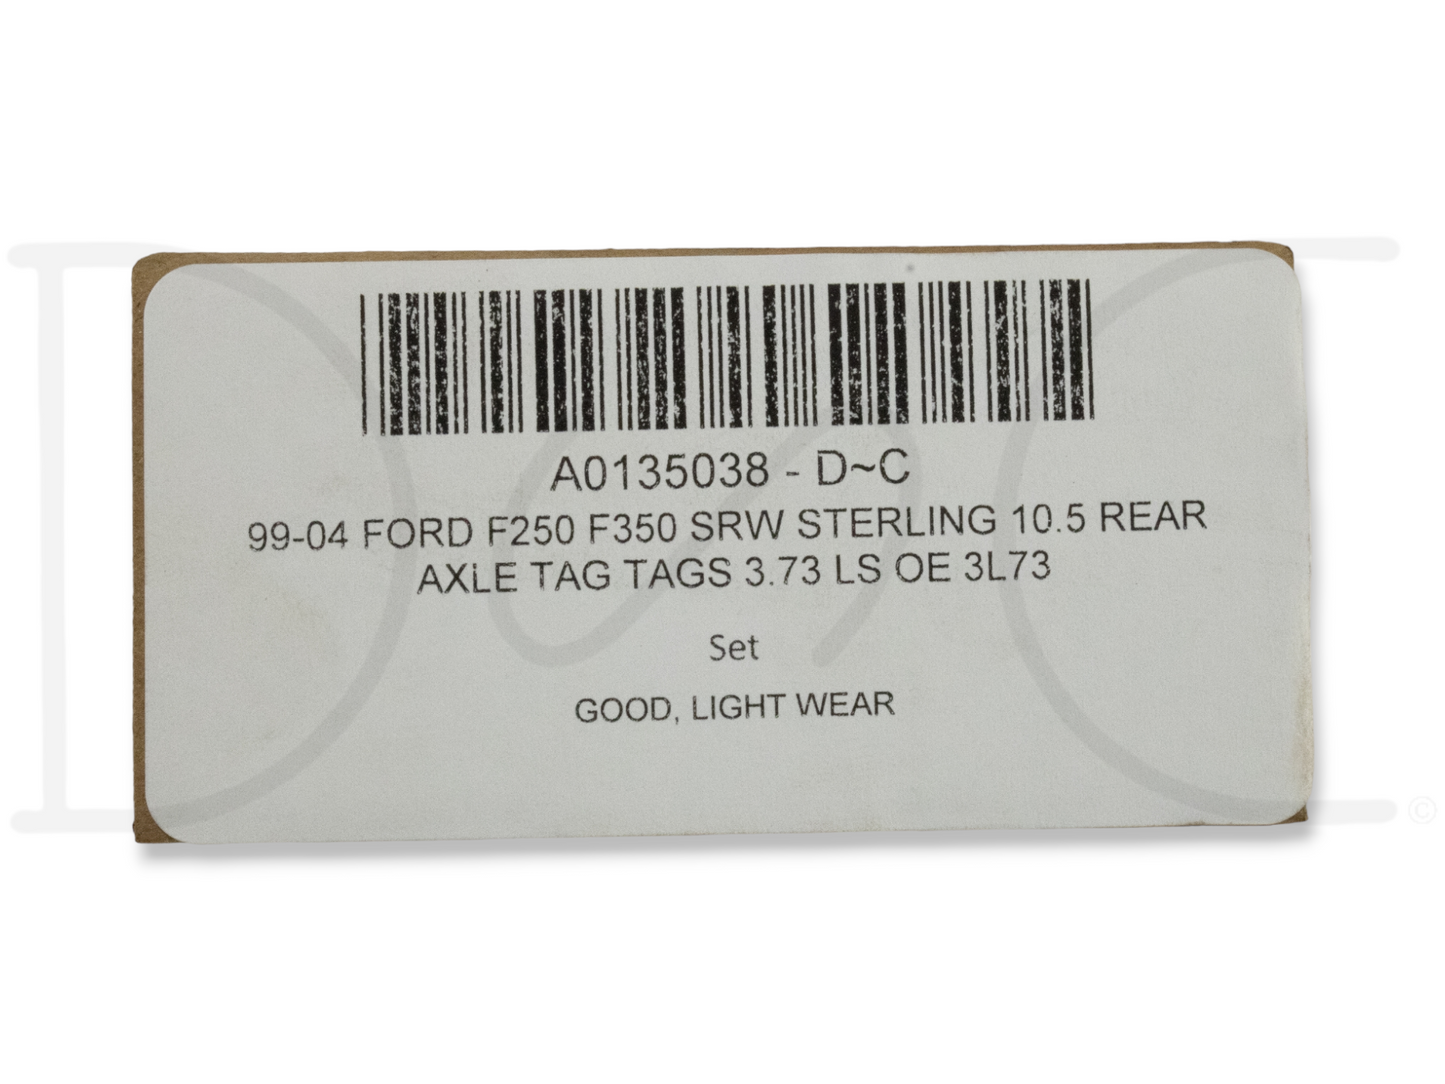 A0135038 - D~C
99-04 FORD F250 F350 SRW STERLING 10.5 REAR
AXLE TAG TAGS 3.73 LS OE 3L73
Set
GOOD, LIGHT WEAR
DC
©